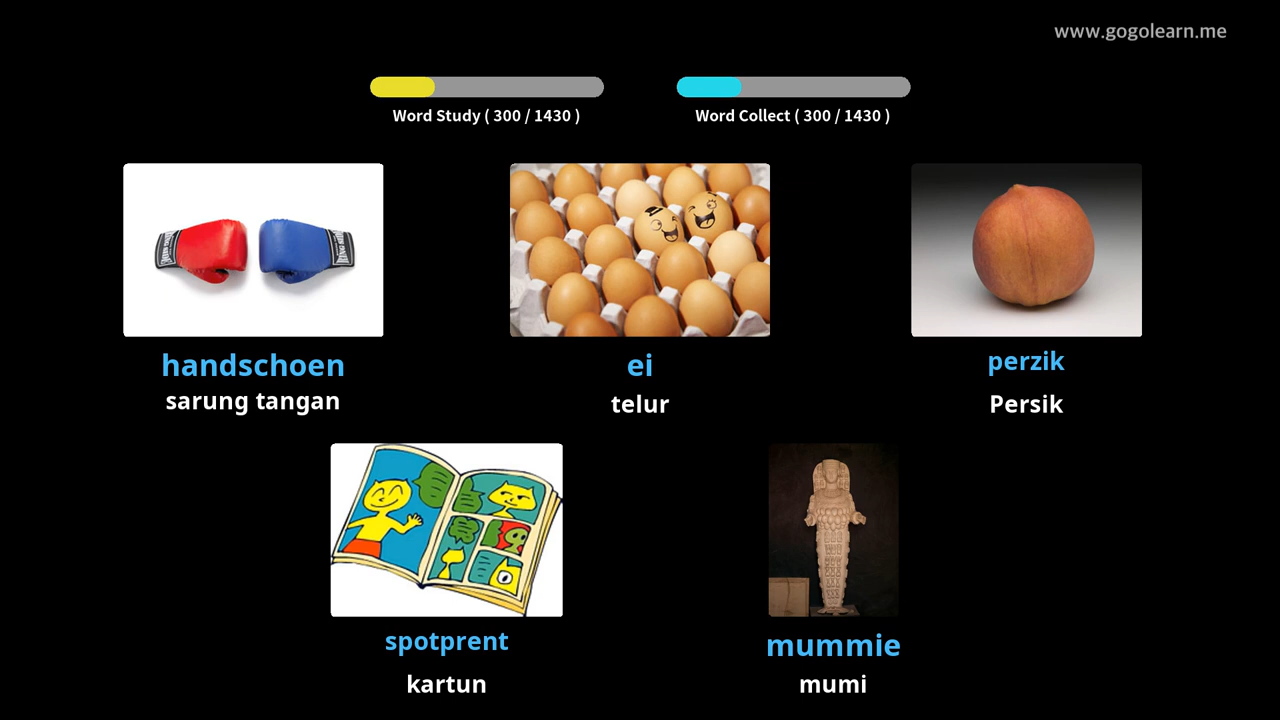 www.gogolearn.me
Word Study ( 300 / 1430 )
Word Collect ( 300 / 1430 )
handschoen
sarung tangan
ei
telur
perzik
Persik
spotprent
kartun
mummie
mumi